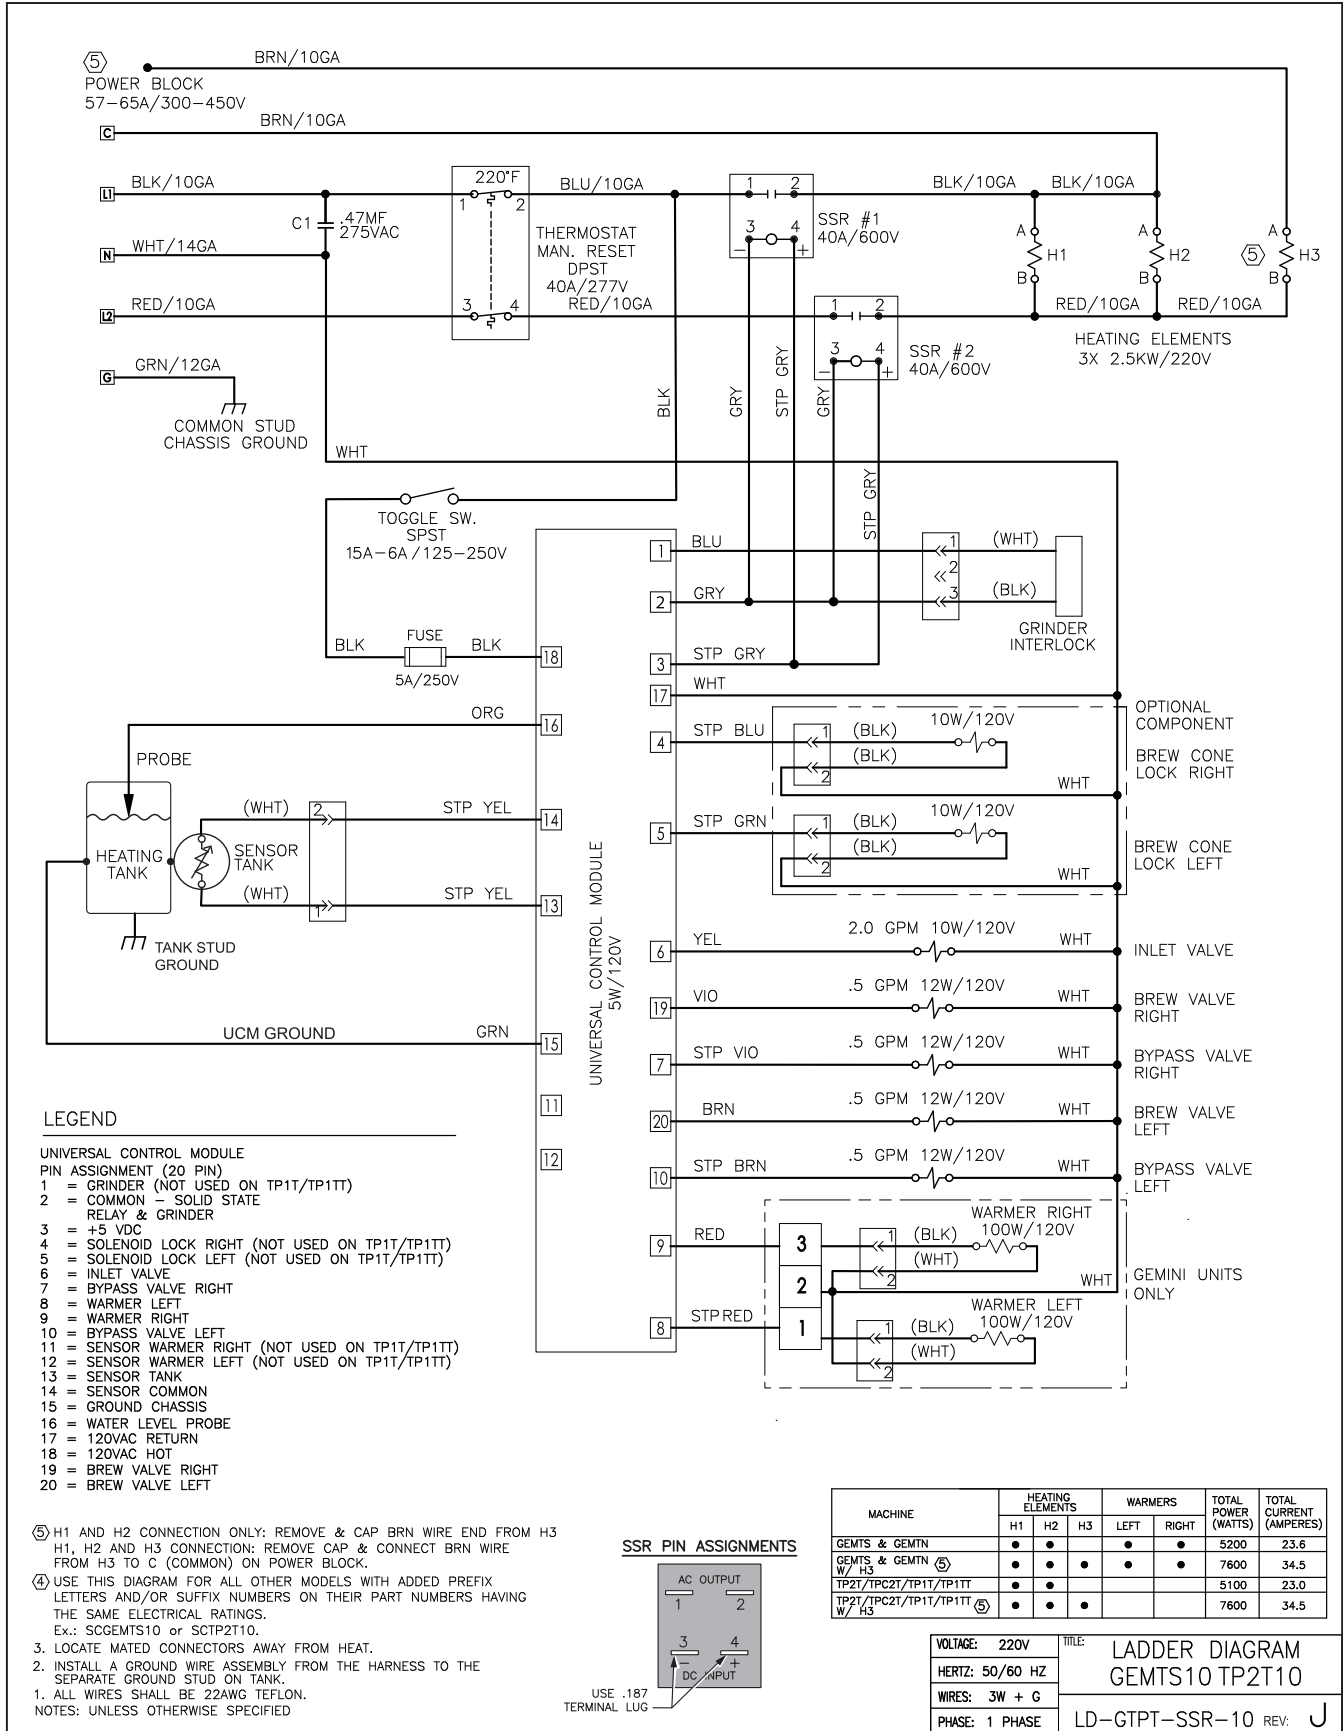 5
BRN/10GA
POWER BLOCK
57-65A/300-450V
BRN/10GA
C
L1
BLK/10GA
220°F
1
2
BLU/10GA
1
2
BLK/10GA
BLK/10GA
C1
.47MF
275VAC
SSR #1
40A/600V
3
4
-
+
N
WHT/14GA
THERMOSTAT
MAN. RESET
DPST
40A/277V
A
H1
B
A
H2
B
5
A
H3
B
L2
RED/10GA
3
4
RED/10GA
1
2
RED/10GA
RED/10GA
HEATING ELEMENTS
3X 2.5KW/220V
SSR #2
40A/600V
3
4
-
+
G
GRN/12GA
COMMON STUD
CHASSIS GROUND
BLK
GRY
STP GRY
GRY
STP GRY
WHT
TOGGLE SW.
SPST
15A-6A/125-250V
1
BLU
1
(WHT)
2
2
GRY
3
(BLK)
GRINDER
INTERLOCK
BLK
FUSE
BLK
18
5A/250V
3
STP GRY
17
WHT
OPTIONAL
COMPONENT
ORG
16
4
STP BLU
1
(BLK)
10W/120V
(BLK)
2
WHT
BREW CONE
LOCK RIGHT
PROBE
(WHT)
2
STP YEL
14
5
STP GRN
1
(BLK)
10W/120V
(BLK)
2
WHT
BREW CONE
LOCK LEFT
HEATING
TANK
SENSOR
TANK
(WHT)
1
STP YEL
13
UNIVERSAL CONTROL MODULE
5W/120V
TANK STUD
GROUND
6
YEL
2.0 GPM 10W/120V
WHT
INLET VALVE
19
VIO
.5 GPM 12W/120V
WHT
BREW VALVE
RIGHT
UCM GROUND
GRN
15
7
STP VIO
.5 GPM 12W/120V
WHT
BYPASS VALVE
RIGHT
11
20
BRN
.5 GPM 12W/120V
WHT
BREW VALVE
LEFT
12
10
STP BRN
.5 GPM 12W/120V
WHT
BYPASS VALVE
LEFT
9
RED
3
1
(BLK)
WARMER RIGHT
100W/120V
(WHT)
2
2
WHT
GEMINI UNITS
ONLY
8
STP RED
1
1
(BLK)
WARMER LEFT
100W/120V
(WHT)
2
LEGEND
UNIVERSAL CONTROL MODULE
PIN ASSIGNMENT (20 PIN)
1 = GRINDER (NOT USED ON TP1T/TP1TT)
2 = COMMON - SOLID STATE
RELAY & GRINDER
3 = +5 VDC
4 = SOLENOID LOCK RIGHT (NOT USED ON TP1T/TP1TT)
5 = SOLENOID LOCK LEFT (NOT USED ON TP1T/TP1TT)
6 = INLET VALVE
7 = BYPASS VALVE RIGHT
8 = WARMER LEFT
9 = WARMER RIGHT
10 = BYPASS VALVE LEFT
11 = SENSOR WARMER RIGHT (NOT USED ON TP1T/TP1TT)
12 = SENSOR WARMER LEFT (NOT USED ON TP1T/TP1TT)
13 = SENSOR TANK
14 = SENSOR COMMON
15 = GROUND CHASSIS
16 = WATER LEVEL PROBE
17 = 120VAC RETURN
18 = 120VAC HOT
19 = BREW VALVE RIGHT
20 = BREW VALVE LEFT
5 H1 AND H2 CONNECTION ONLY: REMOVE & CAP BRN WIRE END FROM H3
H1, H2 AND H3 CONNECTION: REMOVE CAP & CONNECT BRN WIRE
FROM H3 TO C (COMMON) ON POWER BLOCK.
4 USE THIS DIAGRAM FOR ALL OTHER MODELS WITH ADDED PREFIX
LETTERS AND/OR SUFFIX NUMBERS ON THEIR PART NUMBERS HAVING
THE SAME ELECTRICAL RATINGS.
Ex.: SCGEMTS10 or SCTP2T10.
3. LOCATE MATED CONNECTORS AWAY FROM HEAT.
2. INSTALL A GROUND WIRE ASSEMBLY FROM THE HARNESS TO THE
SEPARATE GROUND STUD ON TANK.
1. ALL WIRES SHALL BE 22AWG TEFLON.
NOTES: UNLESS OTHERWISE SPECIFIED
SSR PIN ASSIGNMENTS
AC OUTPUT
1
2
3
4
-
+
DC INPUT
USE .187
TERMINAL LUG
MACHINE HEATING ELEMENTS WARMERS TOTAL POWER (WATTS) TOTAL CURRENT (AMPERES)
H1 H2 H3 LEFT RIGHT
GEMTS & GEMTN ● ● ● ● 5200 23.6
GEMTS & GEMTN 5 W/ H3 ● ● ● ● ● 7600 34.5
TP2T/TPC2T/TP1T/TP1TT ● ● 5100 23.0
TP2T/TPC2T/TP1T/TP1TT W/ H3 5 ● ● ● 7600 34.5
VOLTAGE: 220V
HERTZ: 50/60 HZ
WIRES: 3W + G
PHASE: 1 PHASE
TITLE: LADDER DIAGRAM
GEMTS10 TP2T10
LD-GTPT-SSR-10 REV: J